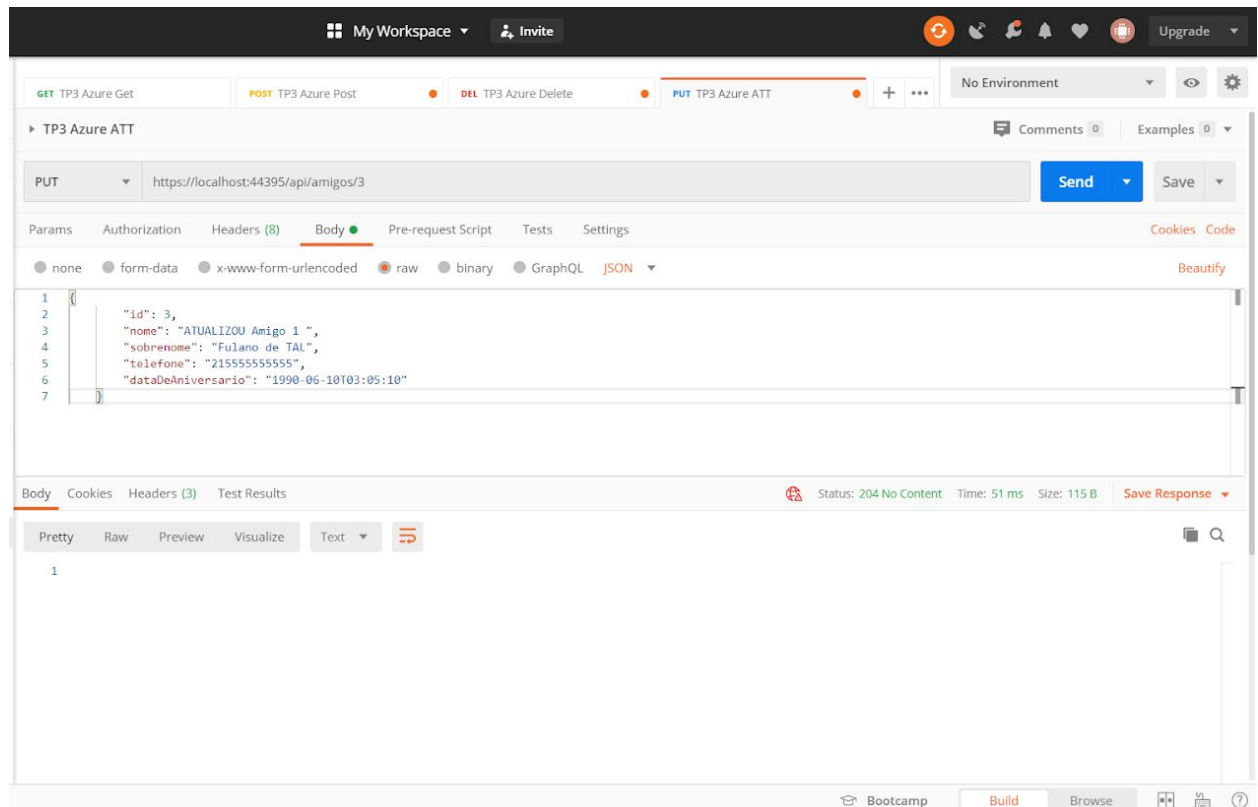 My Workspace Invite Upgrade
GET TP3 Azure Get POST TP3 Azure Post DEL TP3 Azure Delete PUT TP3 Azure ATT + ••• No Environment
TP3 Azure ATT Comments 0 Examples 0
PUT https://localhost:44395/api/amigos/3 Send Save
Params Authorization Headers (8) Body Pre-request Script Tests Settings Cookies Code
none form-data x-www-form-urlencoded raw binary GraphQL JSON Beautify
1 {
2 "id": 3,
3 "nome": "ATUALIZOU Amigo 1 ",
4 "sobrenome": "Fulano de TAL",
5 "telefone": "215555555555",
6 "dataDeAniversario": "1990-06-10T03:05:10"
7 }
Body Cookies Headers (3) Test Results Status: 204 No Content Time: 51 ms Size: 115 B Save Response
Pretty Raw Preview Visualize Text
1
Bootcamp Build Browse ?